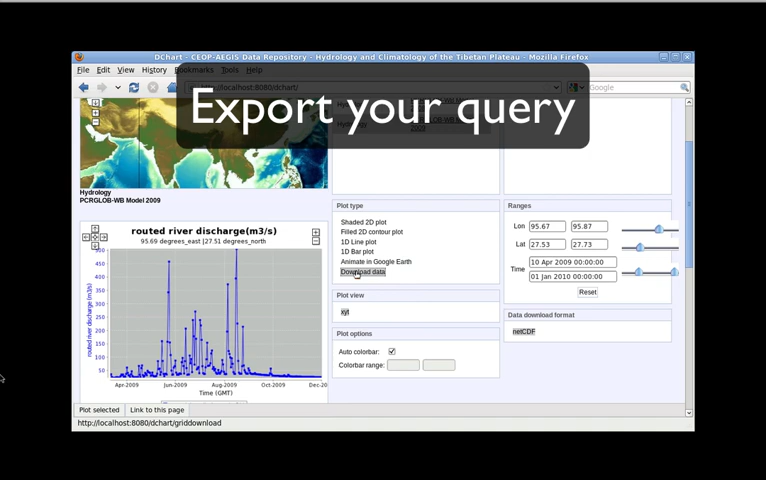 DChart - CEOP-AEGIS Data Repository - Hydrology and Climatology of the Tibetan Plateau - Mozilla Firefox
File Edit View History Bookmarks Tools Help
http://localhost:8080/dchart/
Google
Export your query
2009
Hydrology
PCRGLOB-WB Model 2009
routed river discharge(m3/s)
95.69 degrees_east |27.51 degrees_north
routed river discharge(m3/s)
500
450
400
350
300
250
200
150
100
50
Apr-2009 Jun-2009 Aug-2009 Oct-2009 Dec-20
Time (GMT)
Plot type
Shaded 2D plot
Filled 2D contour plot
1D Line plot
1D Bar plot
Animate in Google Earth
Download data
Plot view
xyt
Plot options
Auto colorbar:
Colorbar range:
Ranges
Lon 95.67 95.87
Lat 27.53 27.73
Time 10 Apr 2009 00:00:00
01 Jan 2010 00:00:00
Reset
Data download format
netCDF
Plot selected Link to this page
http://localhost:8080/dchart/griddownload